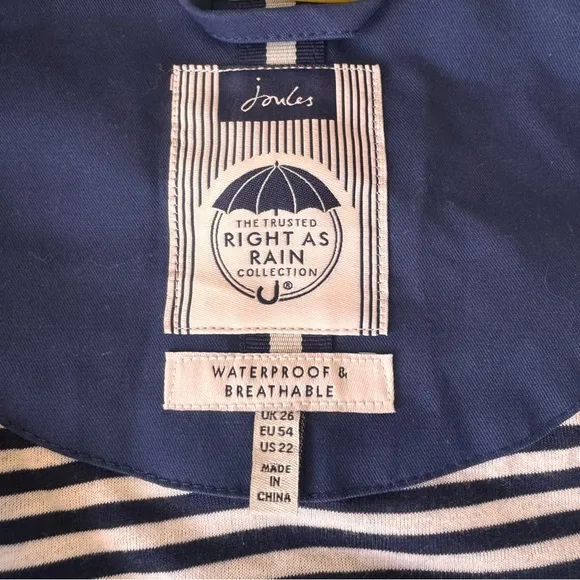 Joules
THE TRUSTED
RIGHT AS
RAIN
COLLECTION
®
WATERPROOF &
BREATHABLE
UK 26
EU 54
US 22
MADE
IN
CHINA